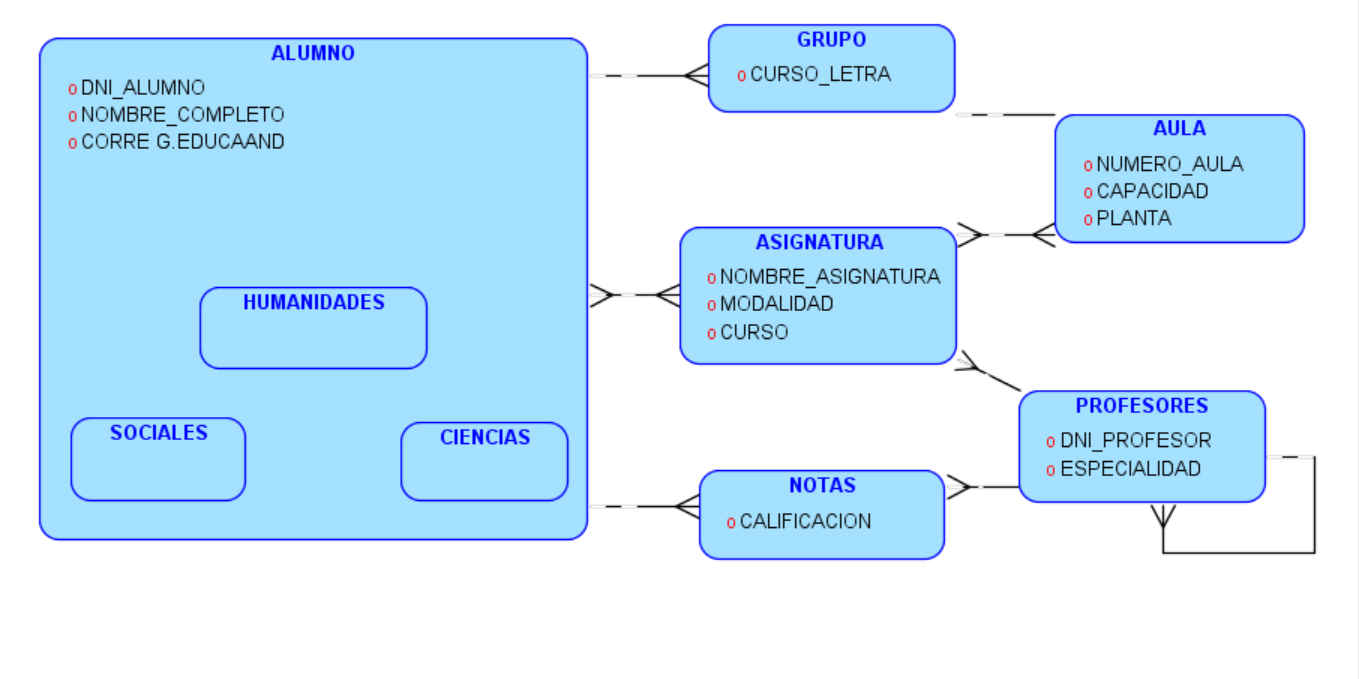 ALUMNO
o DNI_ALUMNO
o NOMBRE_COMPLETO
o CORRE G.EDUCAAND
HUMANIDADES
SOCIALES
CIENCIAS
GRUPO
o CURSO_LETRA
AULA
o NUMERO_AULA
o CAPACIDAD
o PLANTA
ASIGNATURA
o NOMBRE_ASIGNATURA
o MODALIDAD
o CURSO
PROFESORES
o DNI_PROFESOR
o ESPECIALIDAD
NOTAS
o CALIFICACION